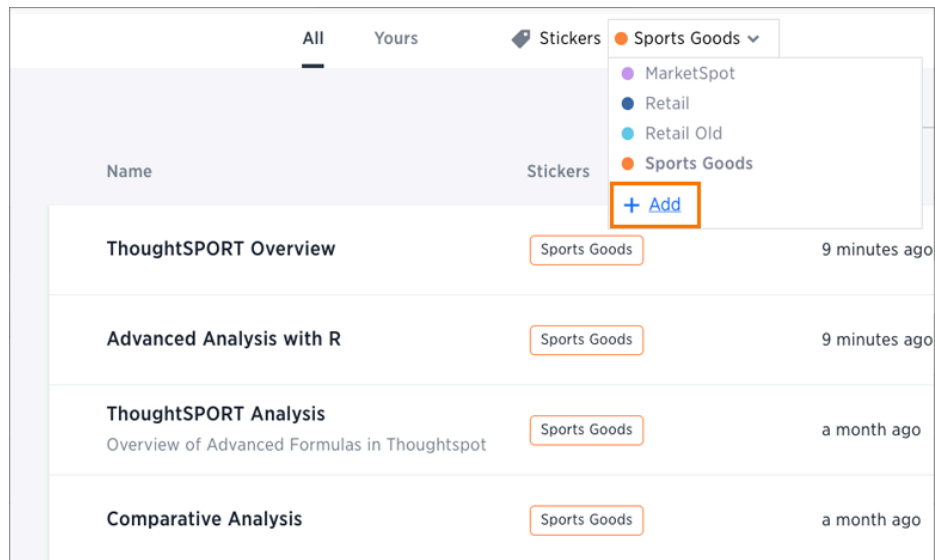 All Yours Stickers Sports Goods
MarketSpot
Retail
Retail Old
Sports Goods
+ Add
Name Stickers
ThoughtSPORT Overview Sports Goods 9 minutes ago
Advanced Analysis with R Sports Goods 9 minutes ago
ThoughtSPORT Analysis
Overview of Advanced Formulas in Thoughtspot
Sports Goods a month ago
Comparative Analysis Sports Goods a month ago